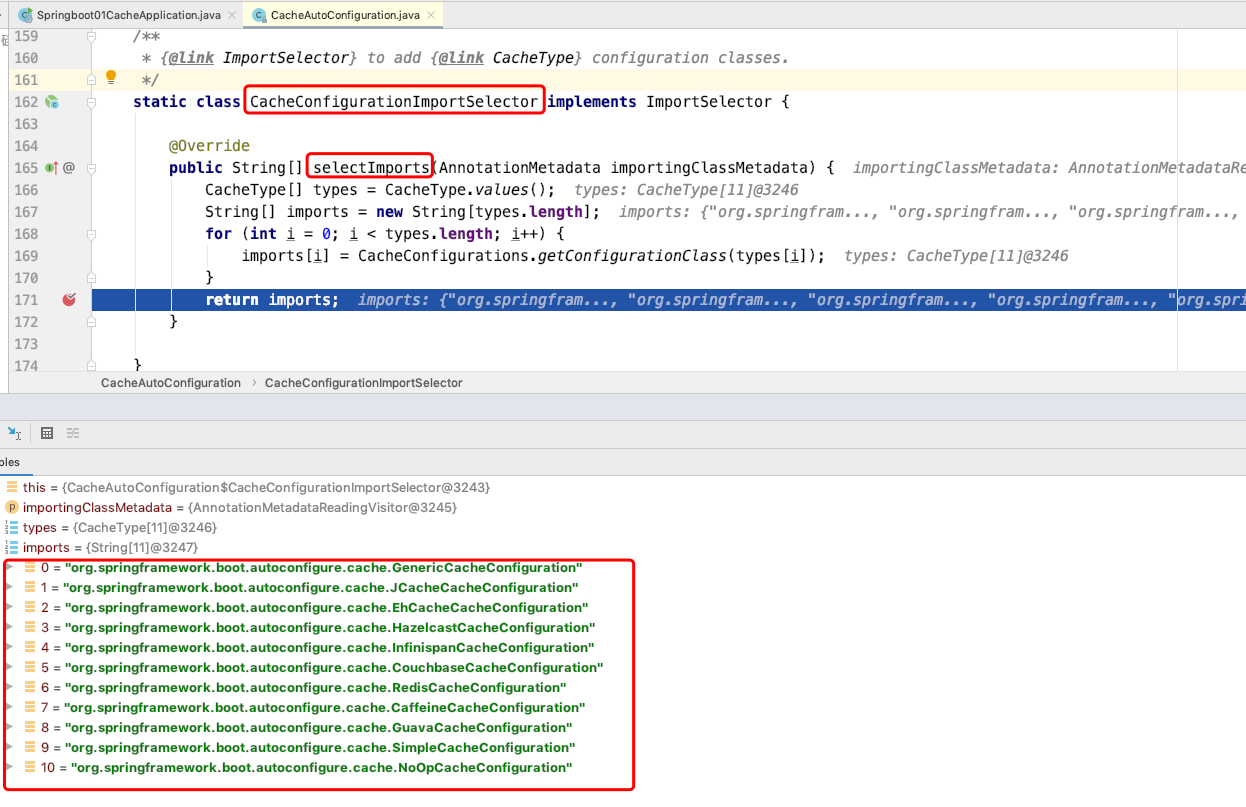 Springboot01CacheApplication.java × CacheAutoConfiguration.java ×
159 /**
160 * {@link ImportSelector} to add {@link CacheType} configuration classes.
161 */
162 static class CacheConfigurationImportSelector implements ImportSelector {
163
164 @Override
165 @ public String[] selectImports(AnnotationMetadata importingClassMetadata) { importingClassMetadata: AnnotationMetadataRe
166 CacheType[] types = CacheType.values(); types: CacheType[11]@3246
167 String[] imports = new String[types.length]; imports: {"org.springfram..., "org.springfram..., "org.springfram...,
168 for (int i = 0; i < types.length; i++) {
169 imports[i] = CacheConfigurations.getConfigurationClass(types[i]); types: CacheType[11]@3246
170 }
171 return imports; imports: {"org.springfram..., "org.springfram..., "org.springfram..., "org.springfram..., "org.spri
172 }
173
174 }
CacheAutoConfiguration › CacheConfigurationImportSelector
bles
this = {CacheAutoConfiguration$CacheConfigurationImportSelector@3243}
p importingClassMetadata = {AnnotationMetadataReadingVisitor@3245}
types = {CacheType[11]@3246}
imports = {String[11]@3247}
0 = "org.springframework.boot.autoconfigure.cache.GenericCacheConfiguration"
1 = "org.springframework.boot.autoconfigure.cache.JCacheCacheConfiguration"
2 = "org.springframework.boot.autoconfigure.cache.EhCacheCacheConfiguration"
3 = "org.springframework.boot.autoconfigure.cache.HazelcastCacheConfiguration"
4 = "org.springframework.boot.autoconfigure.cache.InfinispanCacheConfiguration"
5 = "org.springframework.boot.autoconfigure.cache.CouchbaseCacheConfiguration"
6 = "org.springframework.boot.autoconfigure.cache.RedisCacheConfiguration"
7 = "org.springframework.boot.autoconfigure.cache.CaffeineCacheConfiguration"
8 = "org.springframework.boot.autoconfigure.cache.GuavaCacheConfiguration"
9 = "org.springframework.boot.autoconfigure.cache.SimpleCacheConfiguration"
10 = "org.springframework.boot.autoconfigure.cache.NoOpCacheConfiguration"